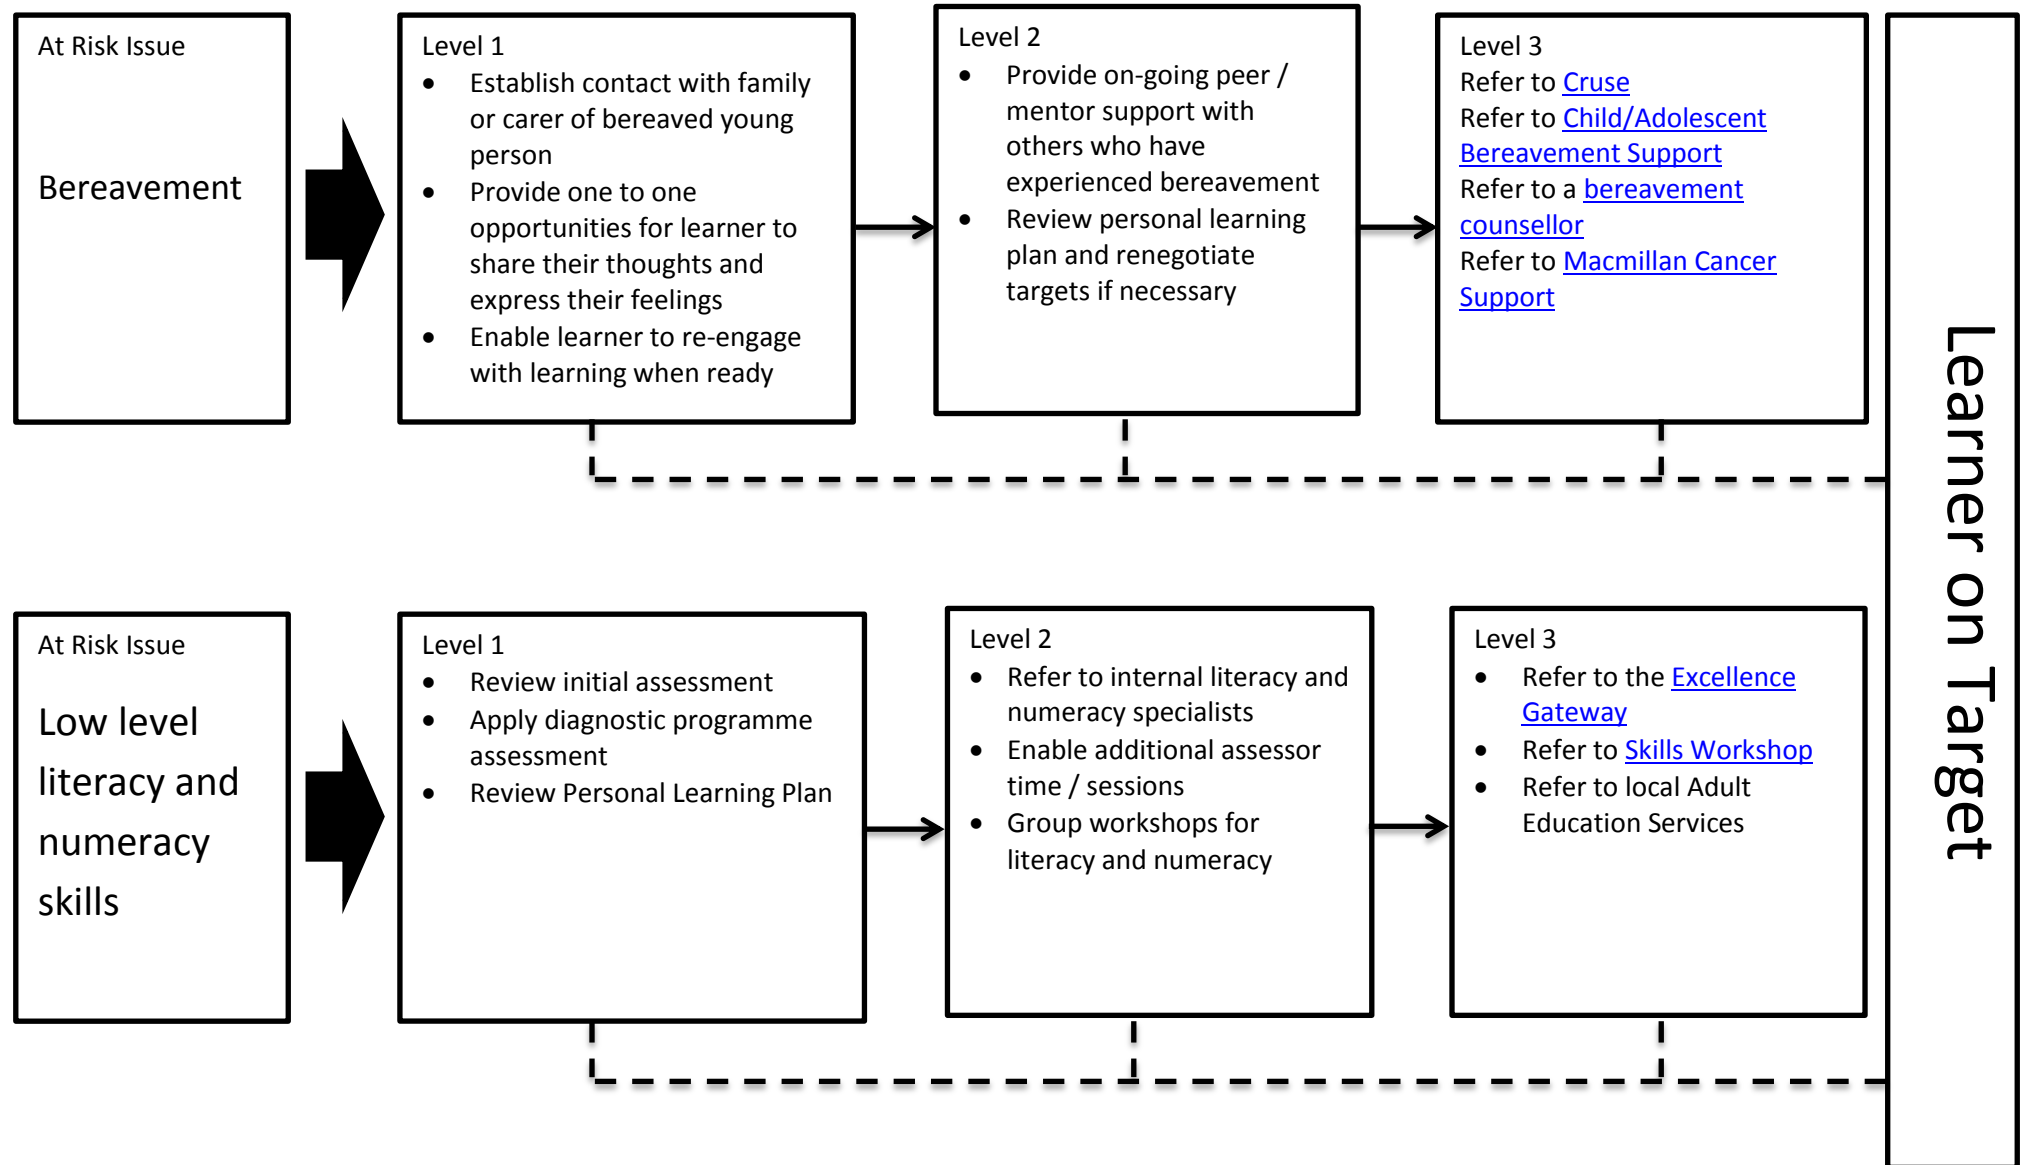 At Risk Issue
Bereavement
Level 1
• Establish contact with family
or carer of bereaved young
person
• Provide one to one
opportunities for learner to
share their thoughts and
express their feelings
• Enable learner to re-engage
with learning when ready
Level 2
• Provide on-going peer /
mentor support with
others who have
experienced bereavement
• Review personal learning
plan and renegotiate
targets if necessary
Level 3
Refer to Cruse
Refer to Child/Adolescent
Bereavement Support
Refer to a bereavement
counsellor
Refer to Macmillan Cancer
Support
At Risk Issue
Low level
literacy and
numeracy
skills
Level 1
• Review initial assessment
• Apply diagnostic programme
assessment
• Review Personal Learning Plan
Level 2
• Refer to internal literacy and
numeracy specialists
• Enable additional assessor
time / sessions
• Group workshops for
literacy and numeracy
Level 3
• Refer to the Excellence
Gateway
• Refer to Skills Workshop
• Refer to local Adult
Education Services
Learner on Target